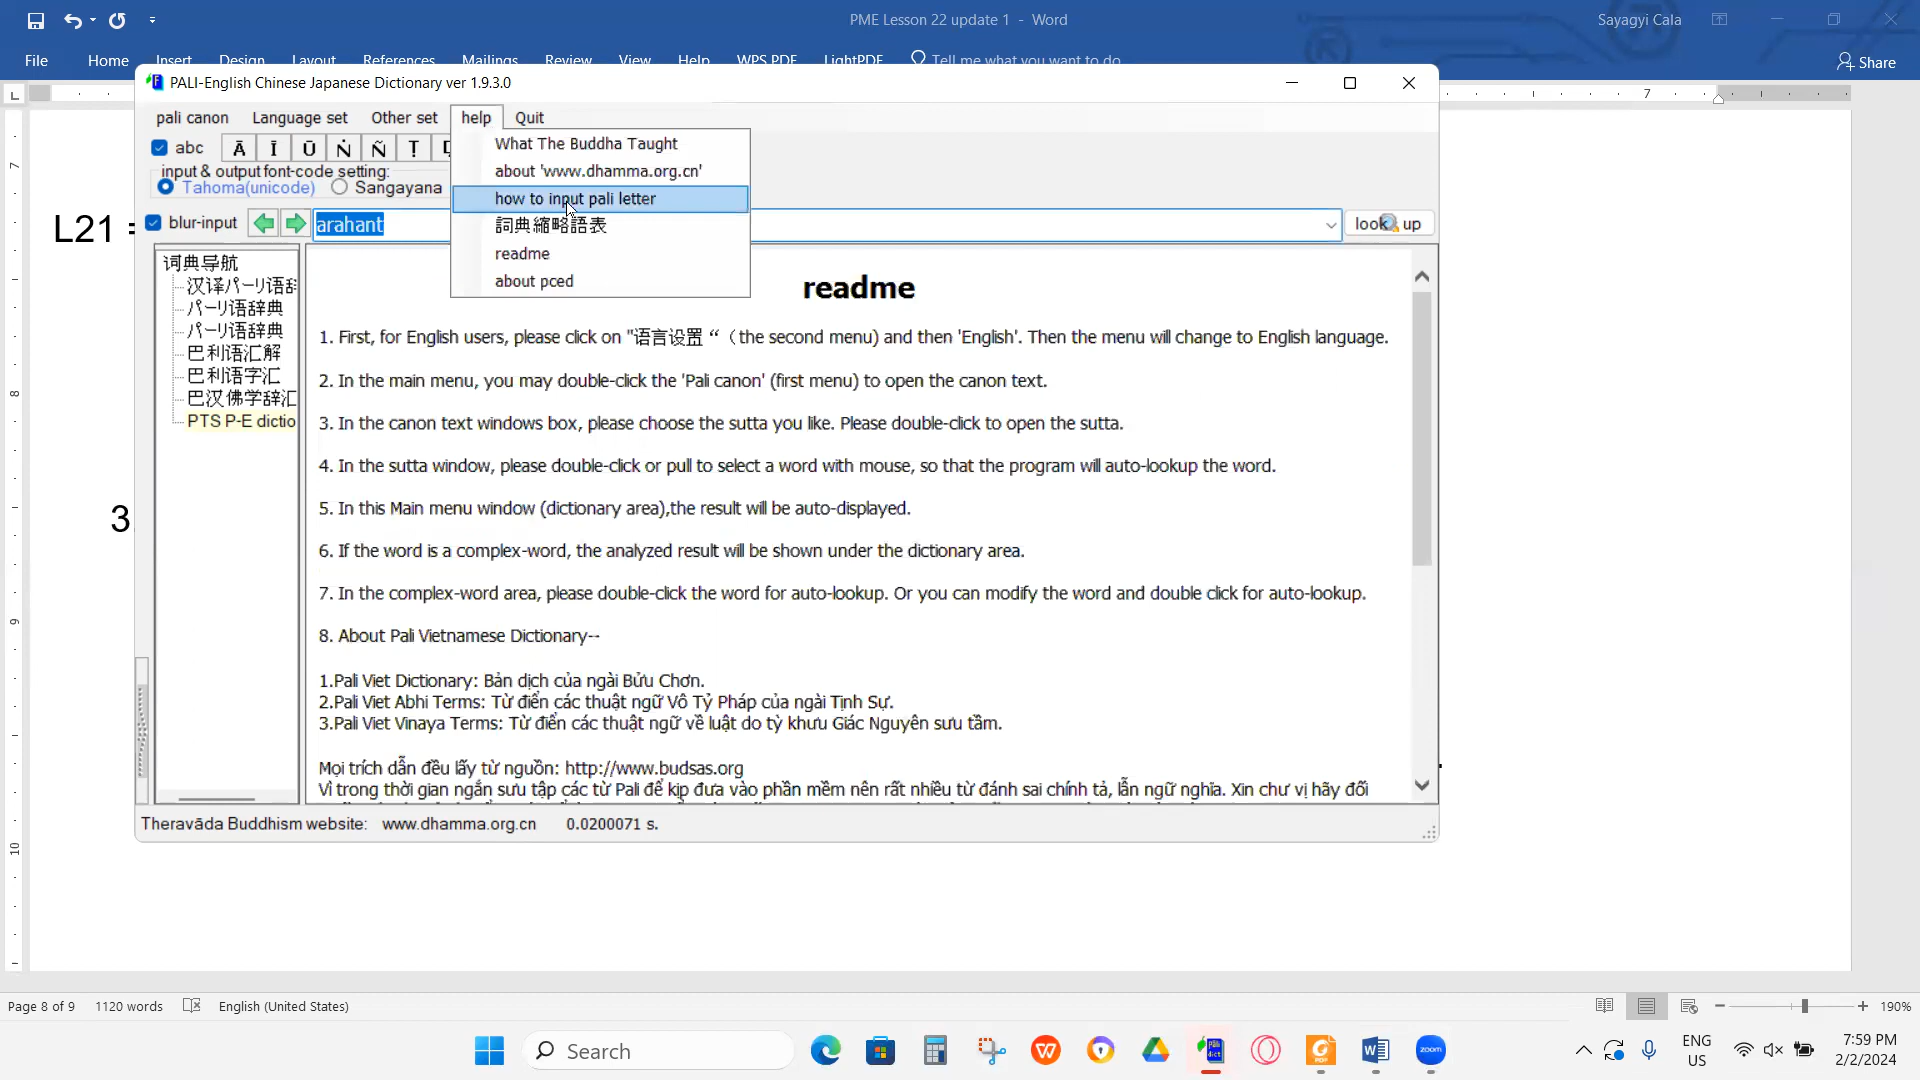 PME Lesson 22 update 1 - Word
Sayagyi Cala
File Home Insert Design Layout References Mailings Review View Help WPS PDF LightPDF Tell me what you want to do
Share
PALI-English Chinese Japanese Dictionary ver 1.9.3.0
7
pali canon Language set Other set help Quit
What The Buddha Taught
about 'www.dhamma.org.cn'
how to input pali letter
詞典縮略語表
readme
about pced
abc Ā Ī Ū Ṅ Ñ Ṭ
input & output font-code setting:
Tahoma(unicode) Sangayana
L21 =
blur-input arahant look up
词典导航
汉译パーリ语辞
パーリ语辞典
パーリ语辞典
巴利语汇解
巴利语字汇
巴汉佛学辞汇
PTS P-E dictio
readme
1. First, for English users, please click on "语言设置 “（the second menu) and then 'English'. Then the menu will change to English language.
2. In the main menu, you may double-click the 'Pali canon' (first menu) to open the canon text.
3. In the canon text windows box, please choose the sutta you like. Please double-click to open the sutta.
4. In the sutta window, please double-click or pull to select a word with mouse, so that the program will auto-lookup the word.
5. In this Main menu window (dictionary area),the result will be auto-displayed.
3
6. If the word is a complex-word, the analyzed result will be shown under the dictionary area.
7. In the complex-word area, please double-click the word for auto-lookup. Or you can modify the word and double click for auto-lookup.
8. About Pali Vietnamese Dictionary--
1.Pali Viet Dictionary: Bản dịch của ngài Bửu Chơn.
2.Pali Viet Abhi Terms: Từ điển các thuật ngữ Vô Tỷ Pháp của ngài Tịnh Sự.
3.Pali Viet Vinaya Terms: Từ điển các thuật ngữ về luật do tỳ khưu Giác Nguyên sưu tầm.
Mọi trích dẫn đều lấy từ nguồn: http://www.budsas.org
Vì trong thời gian ngắn sưu tập các từ Pali để kịp đưa vào phần mềm nên rất nhiều từ đánh sai chính tả, lẫn ngữ nghĩa. Xin chư vị hãy đối
Theravāda Buddhism website: www.dhamma.org.cn 0.0200071 s.
7
8
9
10
Page 8 of 9 1120 words English (United States) 190%
Search
zoom
ENG
US
7:59 PM
2/2/2024